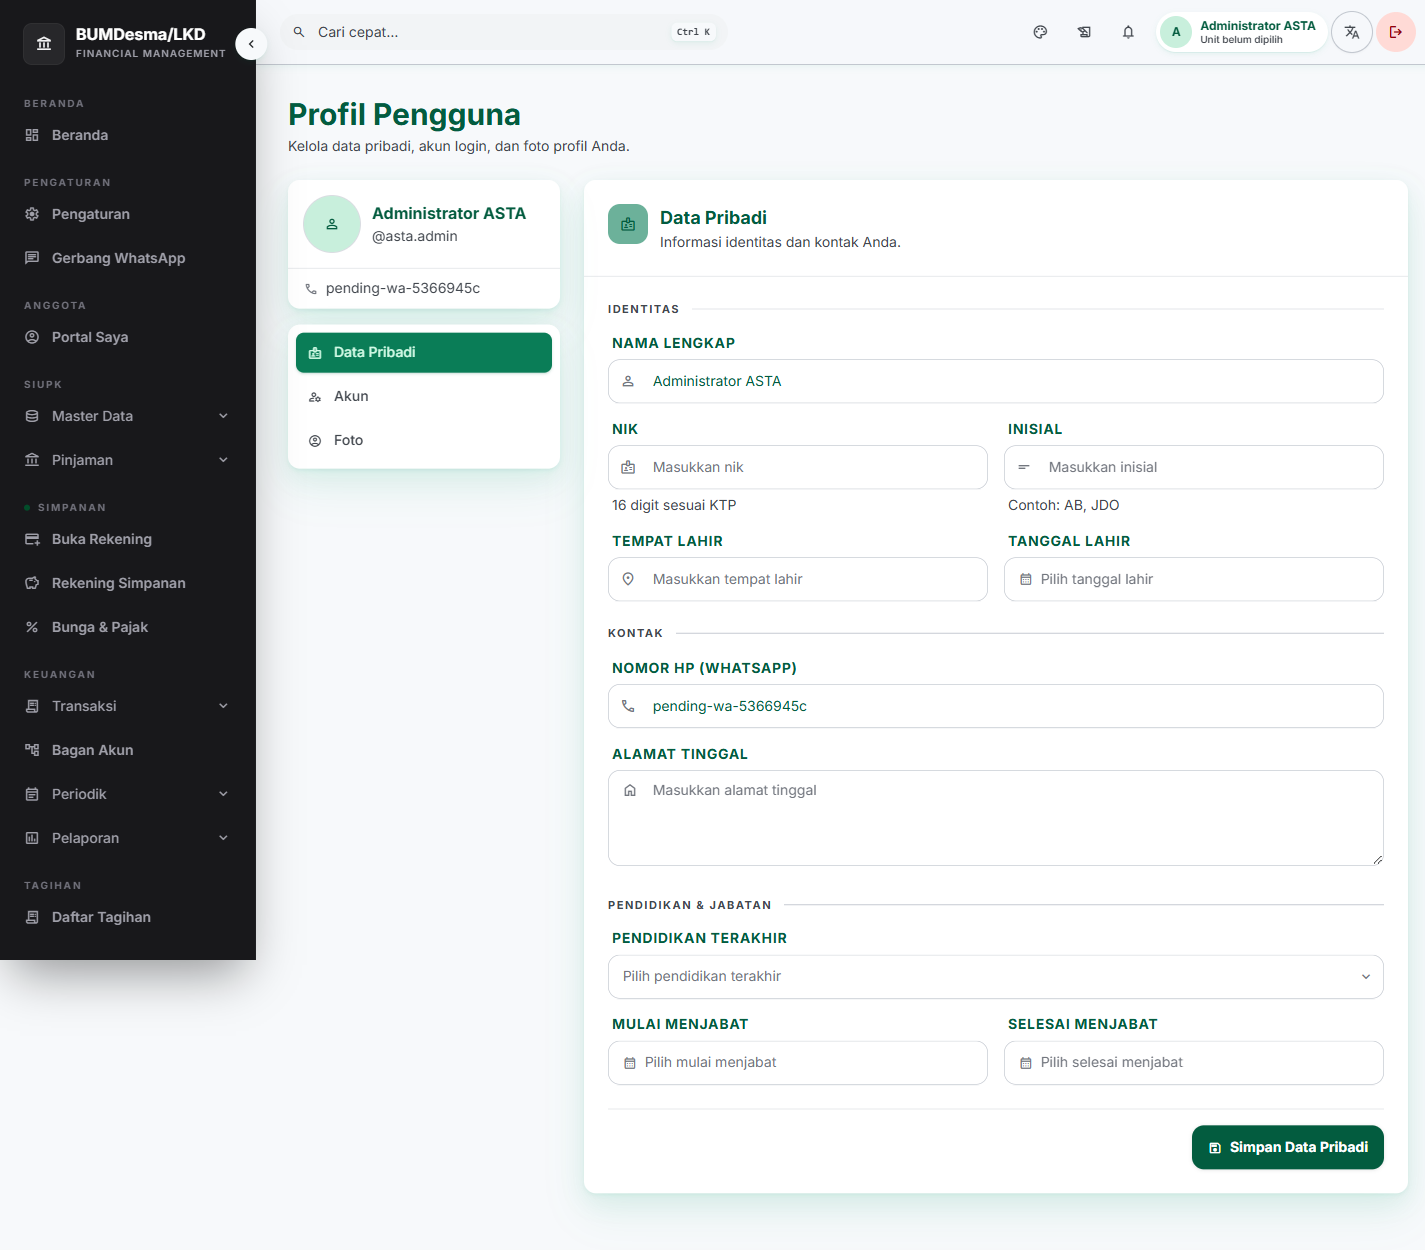 BUMDesma/LKD
FINANCIAL MANAGEMENT
BERANDA
Beranda
PENGATURAN
Pengaturan
Gerbang WhatsApp
ANGGOTA
Portal Saya
SIUPK
Master Data
Pinjaman
SIMPANAN
Buka Rekening
Rekening Simpanan
Bunga & Pajak
KEUANGAN
Transaksi
Bagan Akun
Periodik
Pelaporan
TAGIHAN
Daftar Tagihan
Cari cepat...
Ctrl K
A
Administrator ASTA
Unit belum dipilih
Profil Pengguna
Kelola data pribadi, akun login, dan foto profil Anda.
Administrator ASTA
@asta.admin
pending-wa-5366945c
Data Pribadi
Akun
Foto
Data Pribadi
Informasi identitas dan kontak Anda.
IDENTITAS
NAMA LENGKAP
Administrator ASTA
NIK
Masukkan nik
16 digit sesuai KTP
INISIAL
Masukkan inisial
Contoh: AB, JDO
TEMPAT LAHIR
Masukkan tempat lahir
TANGGAL LAHIR
Pilih tanggal lahir
KONTAK
NOMOR HP (WHATSAPP)
pending-wa-5366945c
ALAMAT TINGGAL
Masukkan alamat tinggal
PENDIDIKAN & JABATAN
PENDIDIKAN TERAKHIR
Pilih pendidikan terakhir
MULAI MENJABAT
Pilih mulai menjabat
SELESAI MENJABAT
Pilih selesai menjabat
Simpan Data Pribadi